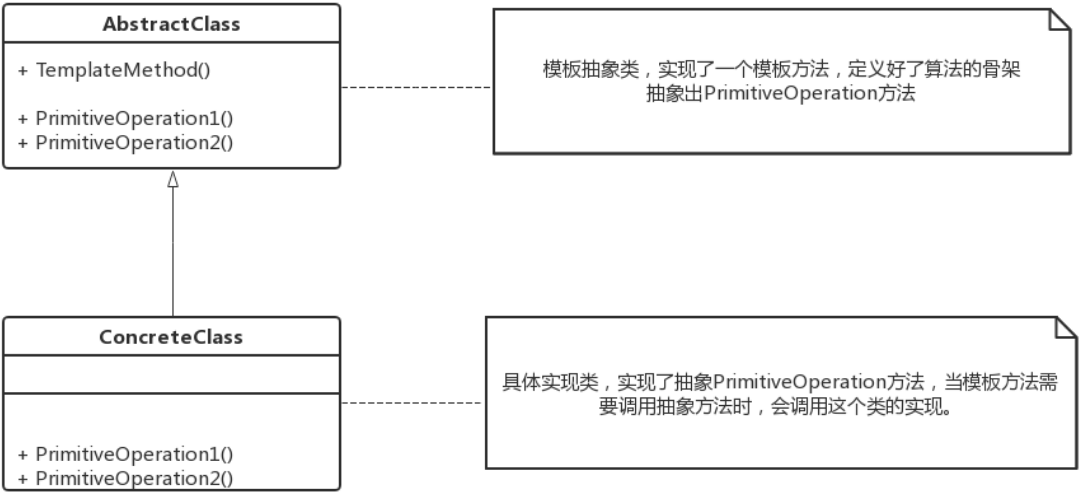 AbstractClass
+ TemplateMethod()
+ PrimitiveOperation1()
+ PrimitiveOperation2()
模板抽象类，实现了一个模板方法，定义好了算法的骨架
抽象出PrimitiveOperation方法
ConcreteClass
+ PrimitiveOperation1()
+ PrimitiveOperation2()
具体实现类，实现了抽象PrimitiveOperation方法，当模板方法需
要调用抽象方法时，会调用这个类的实现。